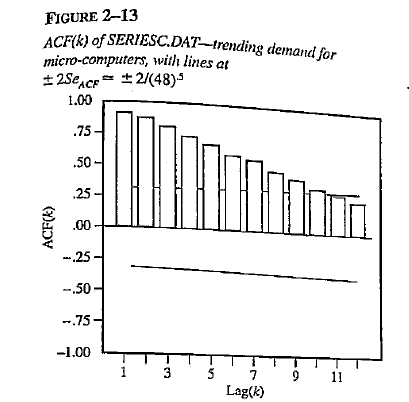 FIGURE 2–13
ACF(k) of SERIESC.DAT—trending demand for
micro-computers, with lines at
± 2Se_ACF ≃ ± 2/(48)^.5
1.00
.75
.50
.25
.00
–.25
–.50
–.75
–1.00
ACF(k)
1 3 5 7 9 11
Lag(k)